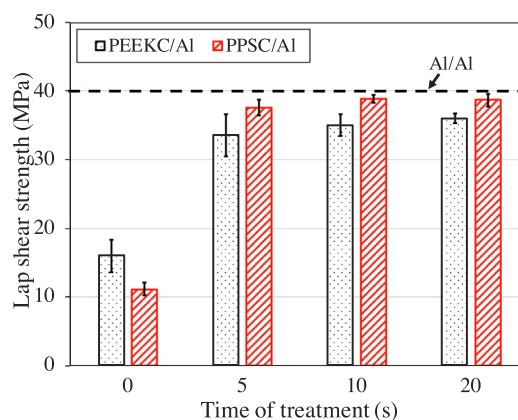 50
PEEKC/Al PPSC/Al
Al/Al
40
30
20
10
0
Lap shear strength (MPa)
0 5 10 20
Time of treatment (s)